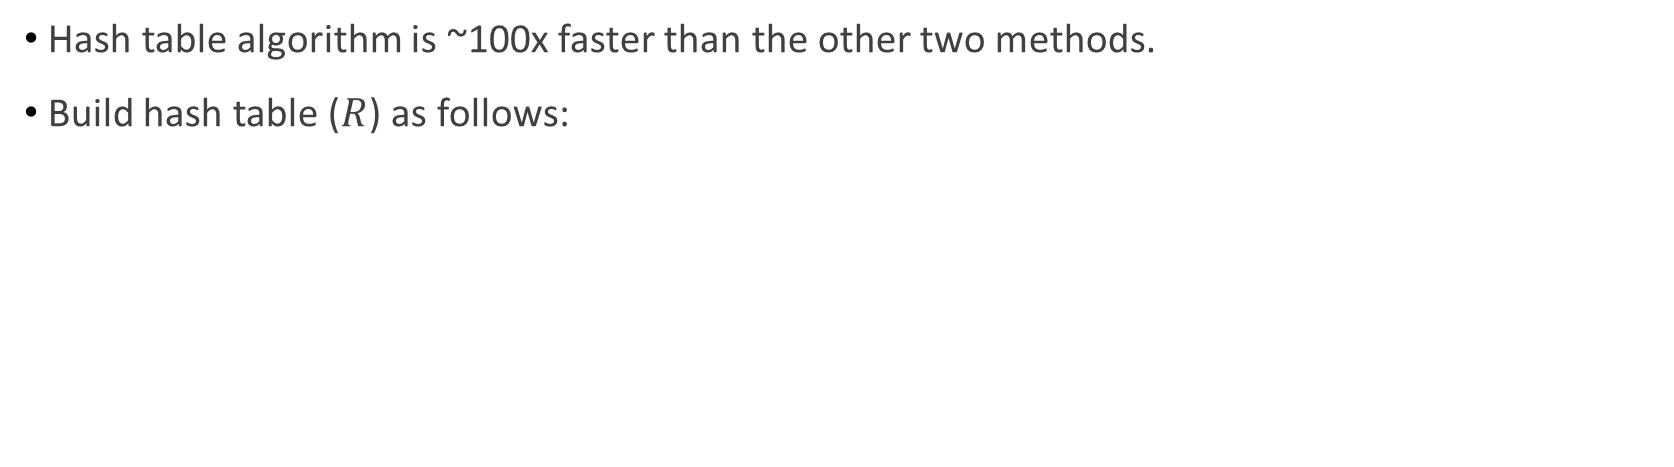 • Hash table algorithm is ~100x faster than the other two methods.
• Build hash table (R) as follows: